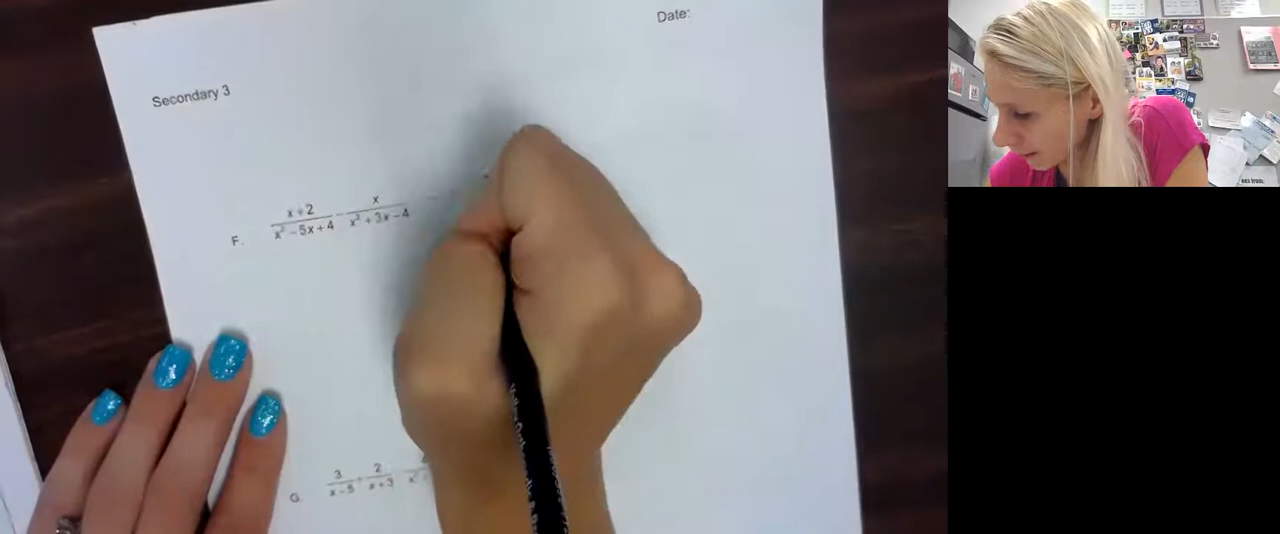 Date:
Secondary 3
F. x+2 / x² - 5x + 4 - x / x² + 3x - 4
G. 3 / x-5 + 2 / x+3